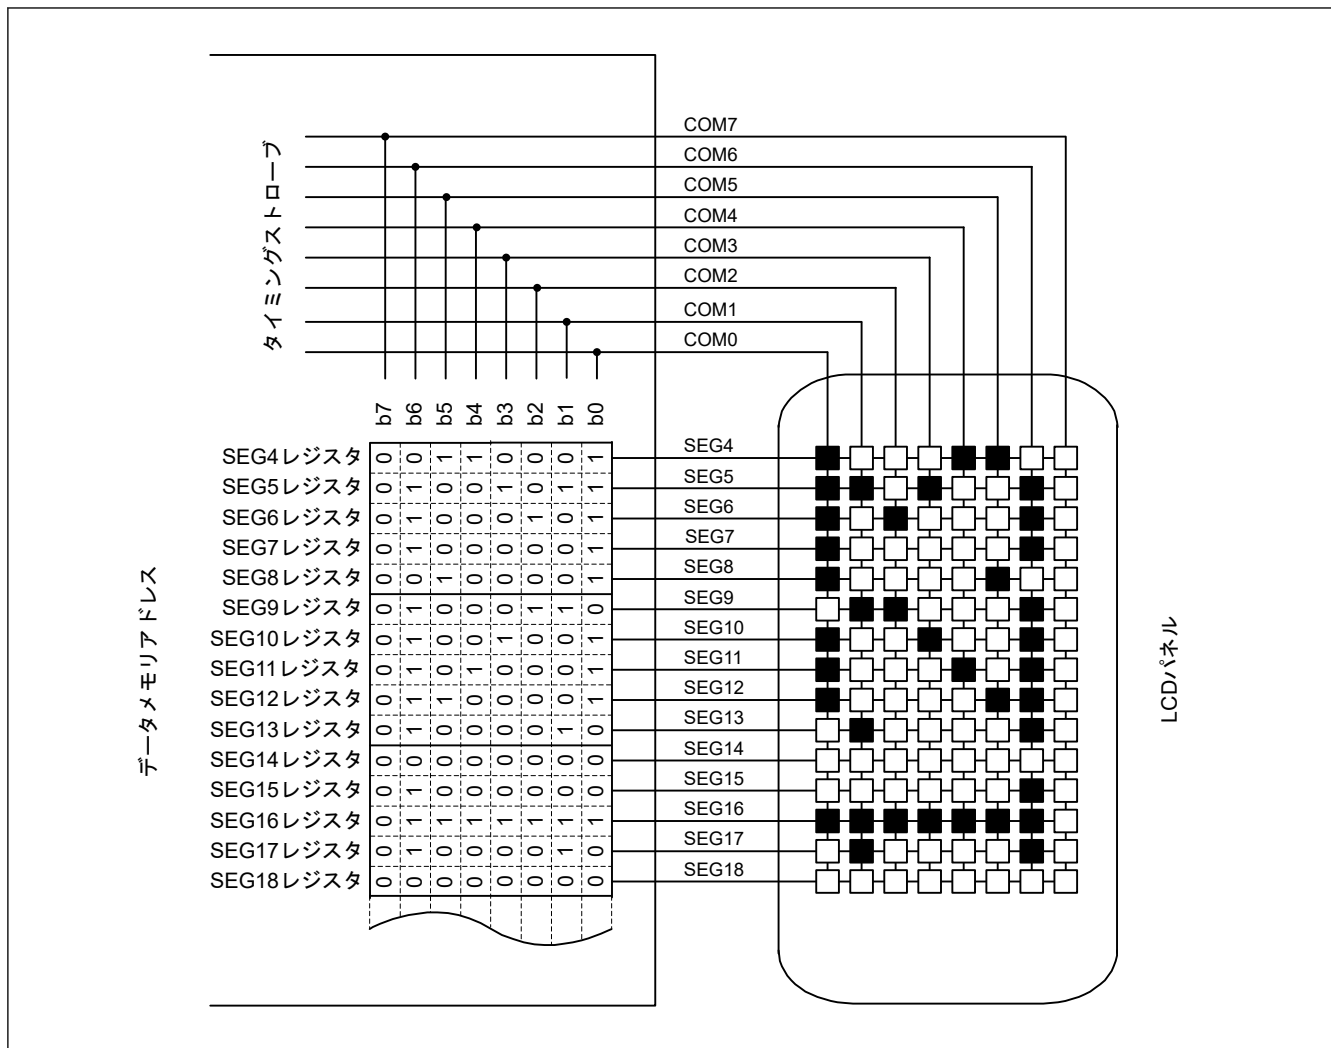 COM7
COM6
COM5
COM4
COM3
COM2
COM1
COM0
タイミングストローブ
b7 b6 b5 b4 b3 b2 b1 b0
SEG4レジスタ 0 0 1 1 0 0 0 1 SEG4
SEG5レジスタ 0 1 0 0 1 0 1 1 SEG5
SEG6レジスタ 0 1 0 0 0 1 0 1 SEG6
SEG7レジスタ 0 1 0 0 0 0 0 1 SEG7
SEG8レジスタ 0 0 1 0 0 0 0 1 SEG8
SEG9レジスタ 0 1 0 0 0 1 1 0 SEG9
SEG10レジスタ 0 1 0 0 1 0 0 1 SEG10
SEG11レジスタ 0 1 0 1 0 0 0 1 SEG11
SEG12レジスタ 0 1 1 0 0 0 0 1 SEG12
SEG13レジスタ 0 1 0 0 0 0 1 0 SEG13
SEG14レジスタ 0 0 0 0 0 0 0 0 SEG14
SEG15レジスタ 0 1 0 0 0 0 0 0 SEG15
SEG16レジスタ 0 1 1 1 1 1 1 1 SEG16
SEG17レジスタ 0 1 0 0 0 0 1 0 SEG17
SEG18レジスタ 0 0 0 0 0 0 0 0 SEG18
データメモリアドレス
LCDパネル